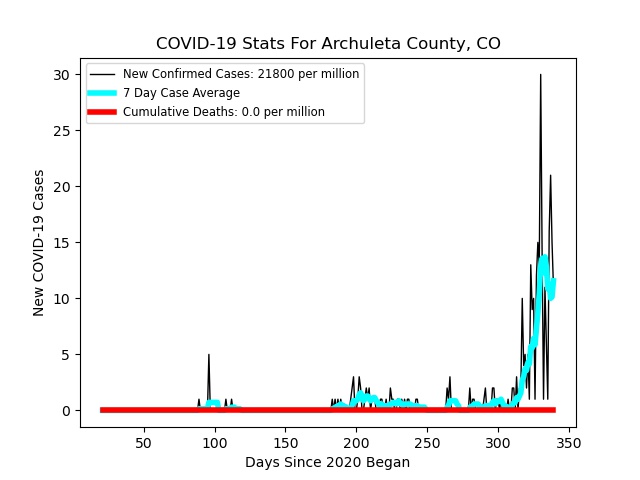 COVID-19 Stats For Archuleta County, CO
New Confirmed Cases: 21800 per million
7 Day Case Average
Cumulative Deaths: 0.0 per million
New COVID-19 Cases
30
25
20
15
10
5
0
50 100 150 200 250 300 350
Days Since 2020 Began